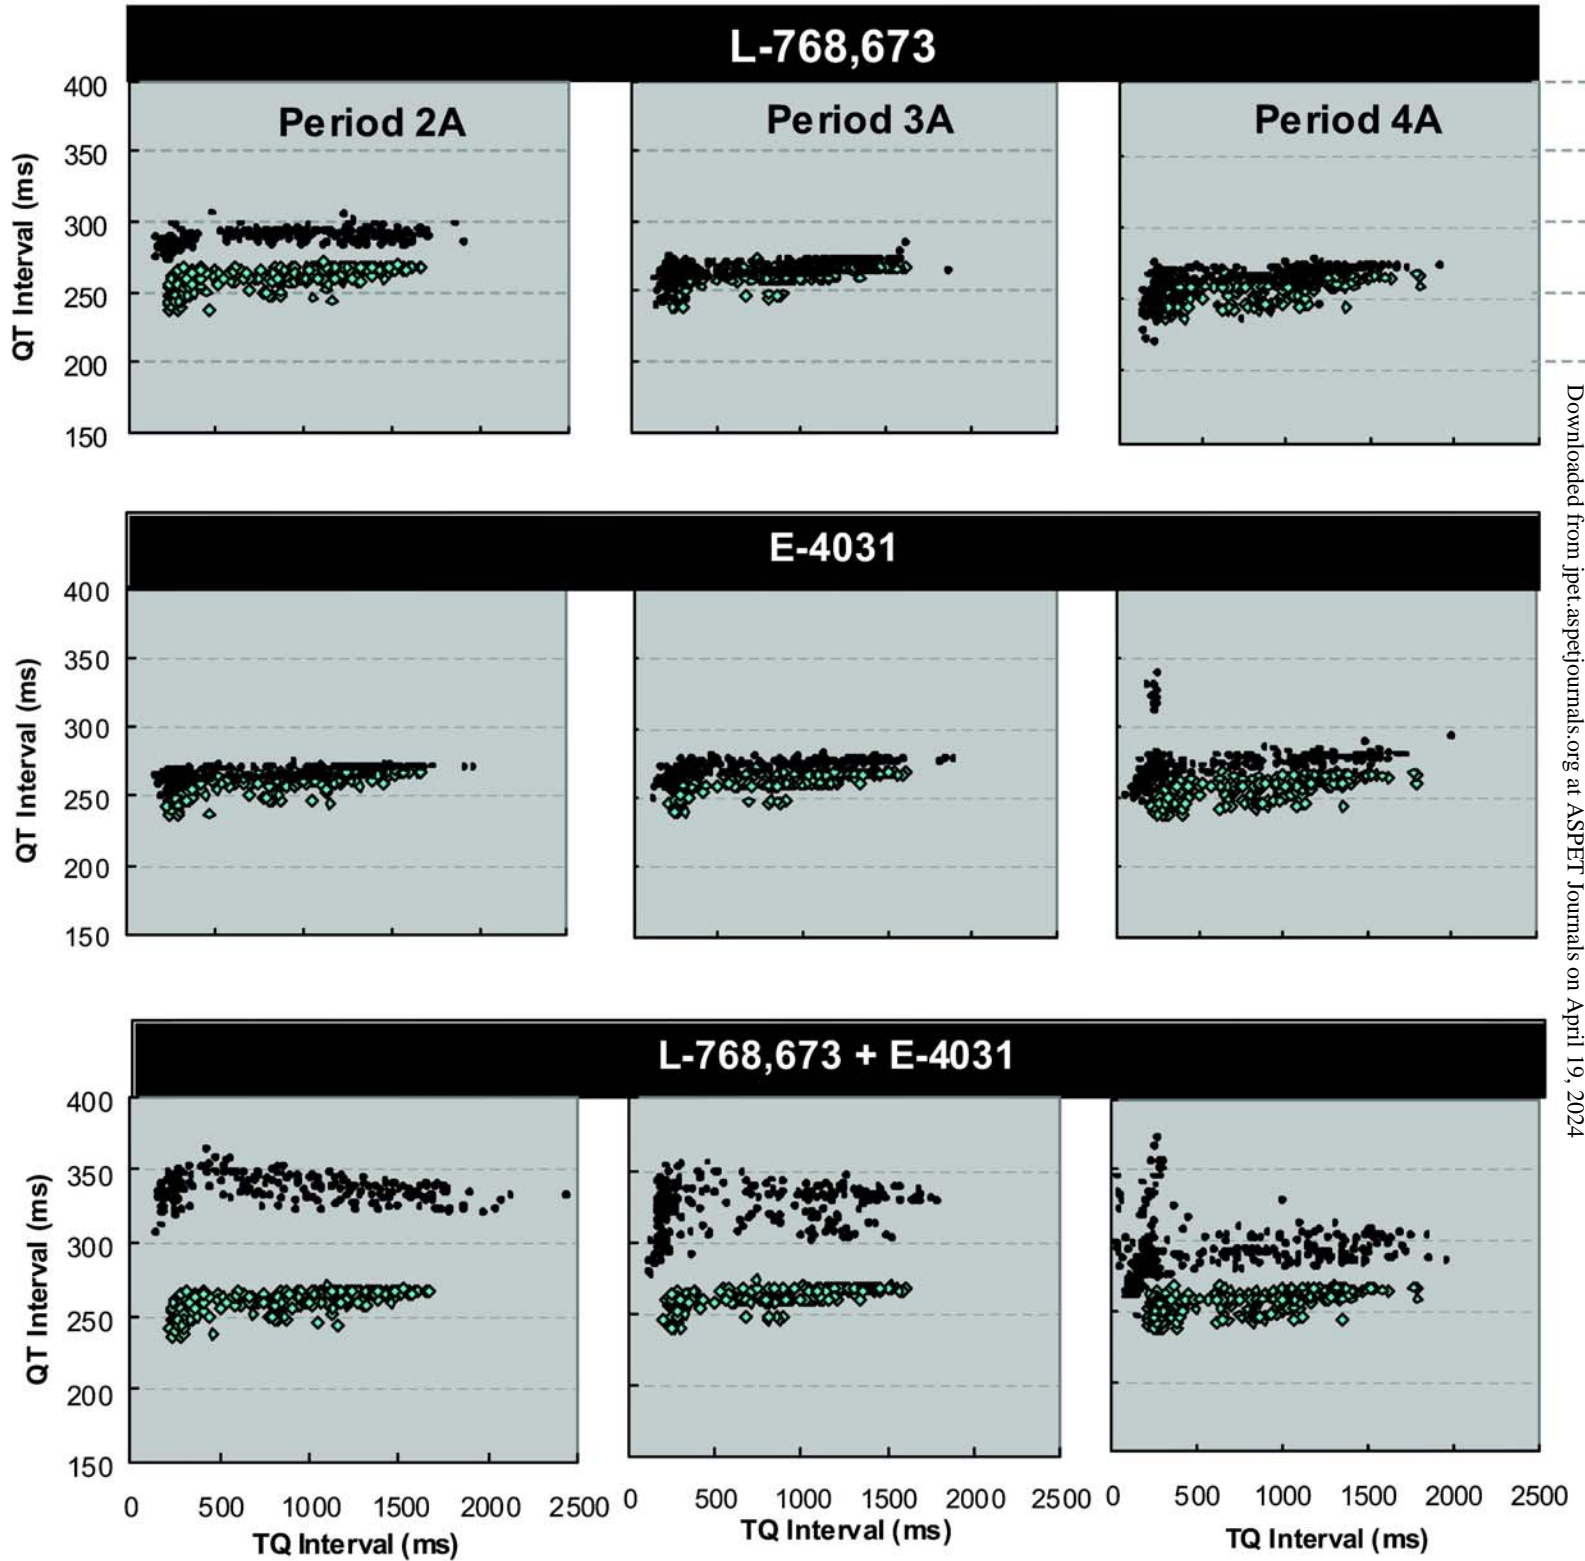 L-768,673
Period 2A
Period 3A
Period 4A
QT Interval (ms)
400
350
300
250
200
150
E-4031
QT Interval (ms)
400
350
300
250
200
150
L-768,673 + E-4031
QT Interval (ms)
400
350
300
250
200
150
0 500 1000 1500 2000 2500
TQ Interval (ms)
0 500 1000 1500 2000 2500
TQ Interval (ms)
0 500 1000 1500 2000 2500
TQ Interval (ms)
Downloaded from jpet.aspetjournals.org at ASPET Journals on April 19, 2024